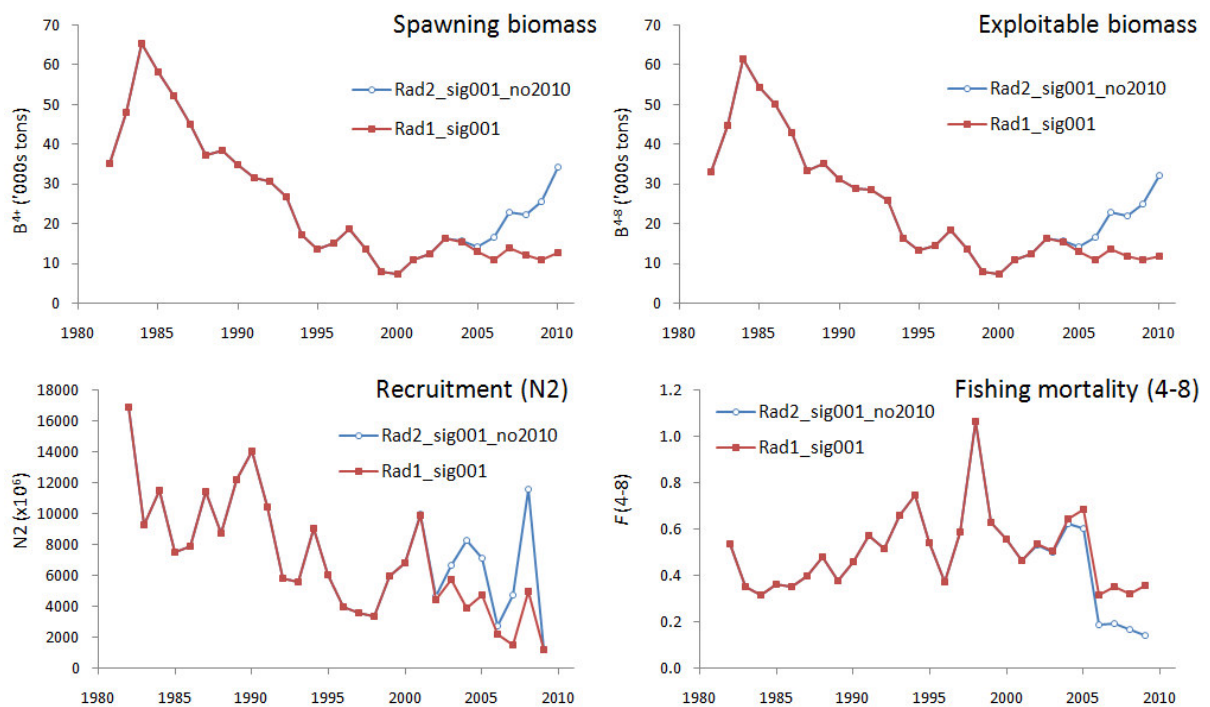 Spawning biomass
B⁴⁺ ('000s tons)
70
60
50
40
30
20
10
0
Rad2_sig001_no2010
Rad1_sig001
1980 1985 1990 1995 2000 2005 2010
Exploitable biomass
B⁴⁻⁸ ('000s tons)
70
60
50
40
30
20
10
0
Rad2_sig001_no2010
Rad1_sig001
1980 1985 1990 1995 2000 2005 2010
Recruitment (N2)
N2 (x10⁶)
18000
16000
14000
12000
10000
8000
6000
4000
2000
0
Rad2_sig001_no2010
Rad1_sig001
1980 1985 1990 1995 2000 2005 2010
Fishing mortality (4-8)
F (4-8)
1.2
1.0
0.8
0.6
0.4
0.2
0.0
Rad2_sig001_no2010
Rad1_sig001
1980 1985 1990 1995 2000 2005 2010